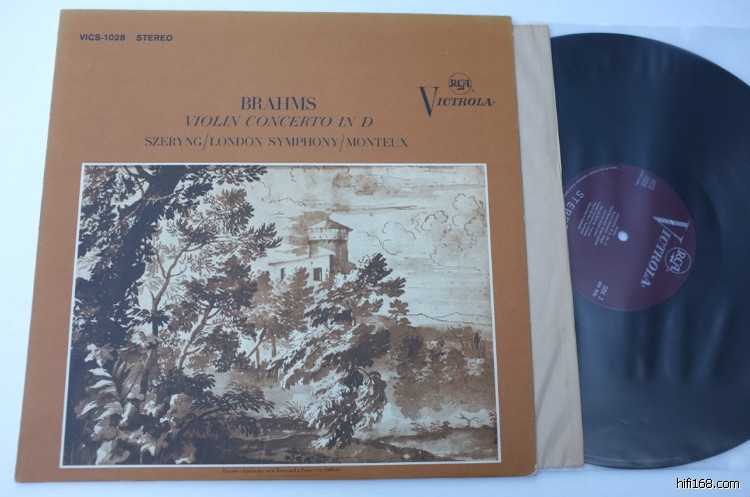 VICS-1028 STEREO
RCA
VICTROLA
BRAHMS
VIOLIN CONCERTO IN D
SZERYNG/LONDON SYMPHONY/MONTEUX
STEREO
VICTROLA
RCA
hifi168.com